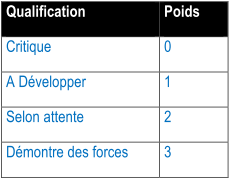 Qualification Poids
Critique 0
A Développer 1
Selon attente 2
Démontre des forces 3